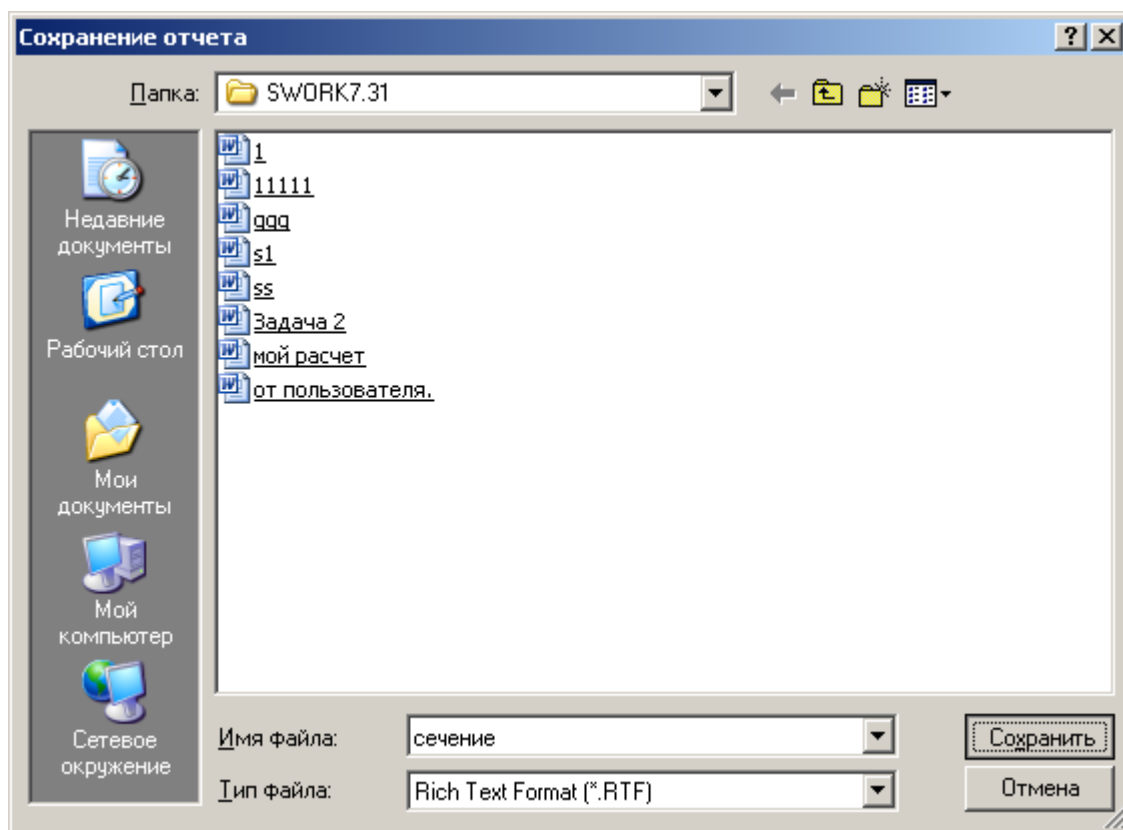 Сохранение отчета
Папка:
SWORK7.31
Недавние
документы
Рабочий стол
Мои
документы
Мой
компьютер
Сетевое
окружение
1
11111
ggg
s1
ss
Задача 2
мой расчет
от пользователя.
Имя файла:
сечение
Сохранить
Тип файла:
Rich Text Format (*.RTF)
Отмена